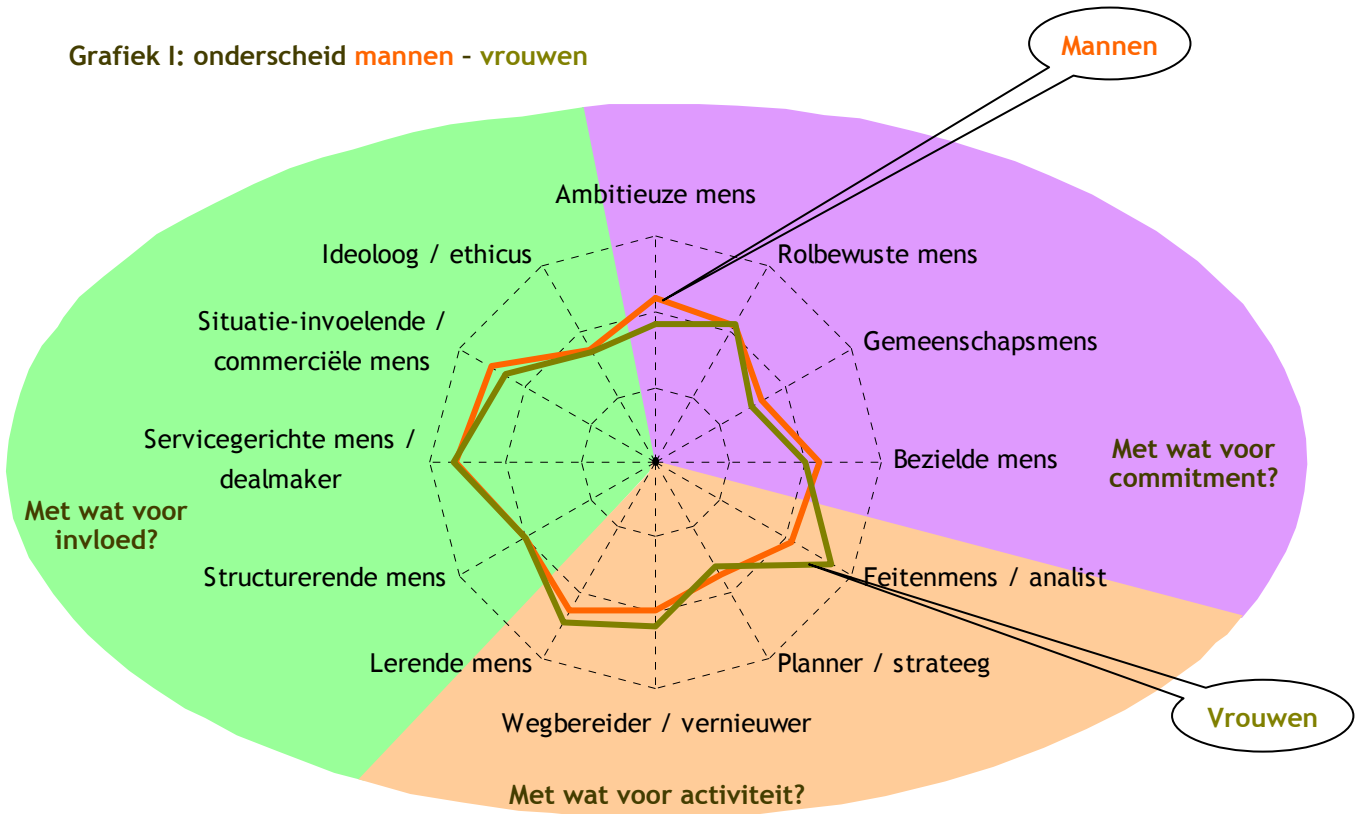 Grafiek I: onderscheid mannen - vrouwen
Mannen
Ambitieuze mens
Ideoloog / ethicus
Rolbewuste mens
Situatie-invoelende /
commerciële mens
Gemeenschapsmens
Servicegerichte mens /
dealmaker
Bezielde mens
Met wat voor
commitment?
Met wat voor
invloed?
Structurerende mens
Feitenmens / analist
Lerende mens
Planner / strateeg
Wegbereider / vernieuwer
Vrouwen
Met wat voor activiteit?